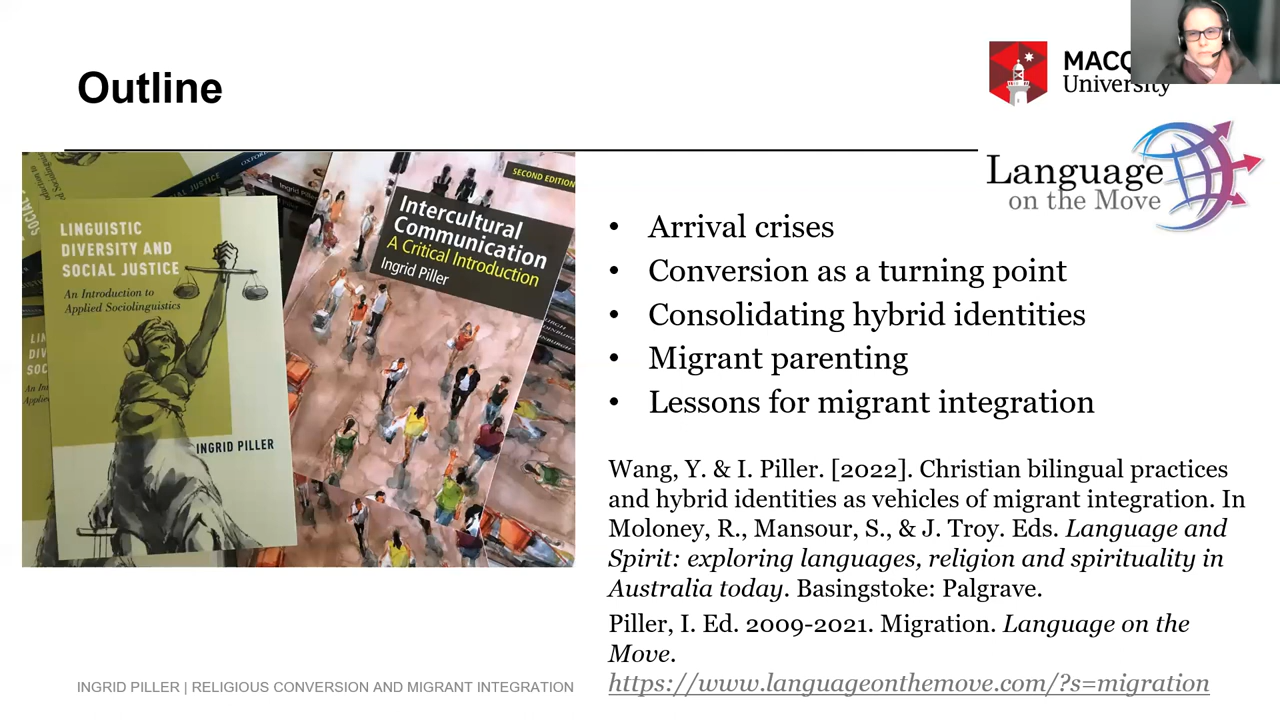 Outline
MACQ
University
Language
on the Move
LINGUISTIC
DIVERSITY AND
SOCIAL JUSTICE
An Introduction to
Applied Sociolinguistics
INGRID PILLER
SECOND EDITION
Intercultural
Communication
A Critical Introduction
Ingrid Piller
• Arrival crises
• Conversion as a turning point
• Consolidating hybrid identities
• Migrant parenting
• Lessons for migrant integration
Wang, Y. & I. Piller. [2022]. Christian bilingual practices
and hybrid identities as vehicles of migrant integration. In
Moloney, R., Mansour, S., & J. Troy. Eds. Language and
Spirit: exploring languages, religion and spirituality in
Australia today. Basingstoke: Palgrave.
Piller, I. Ed. 2009-2021. Migration. Language on the
Move.
https://www.languageonthemove.com/?s=migration
INGRID PILLER | RELIGIOUS CONVERSION AND MIGRANT INTEGRATION